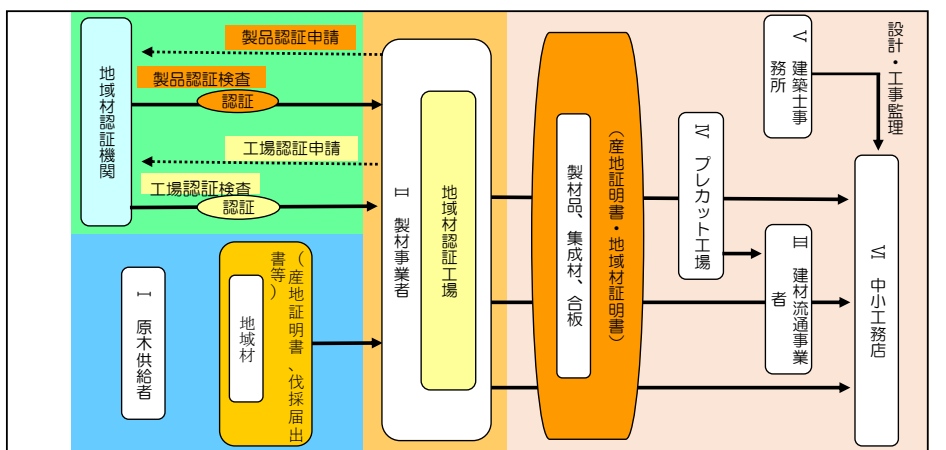 製品認証申請
製品認証検査
認証
地域材認証機関
工場認証申請
工場認証検査
認証
Ⅰ 原木供給者
地域材
（産地証明書、伐採届出
書等）
Ⅱ 製材事業者
地域材認証工場
製材品、集成材、合板
（産地証明書・地域材証明書）
Ⅳ プレカット工場
Ⅴ 建築士事
務所
Ⅲ 建材流通事業
者
設計・工事監理
Ⅵ 中小工務店